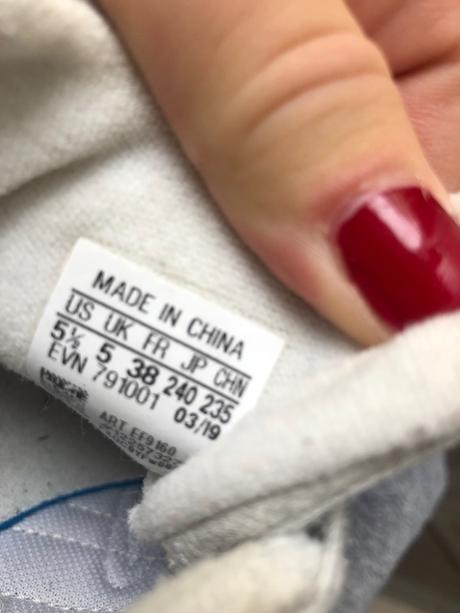 MADE IN CHINA
US UK FR JP CHN
5½ 5 38 240 235
EVN 791001 03/19
ART EF9160